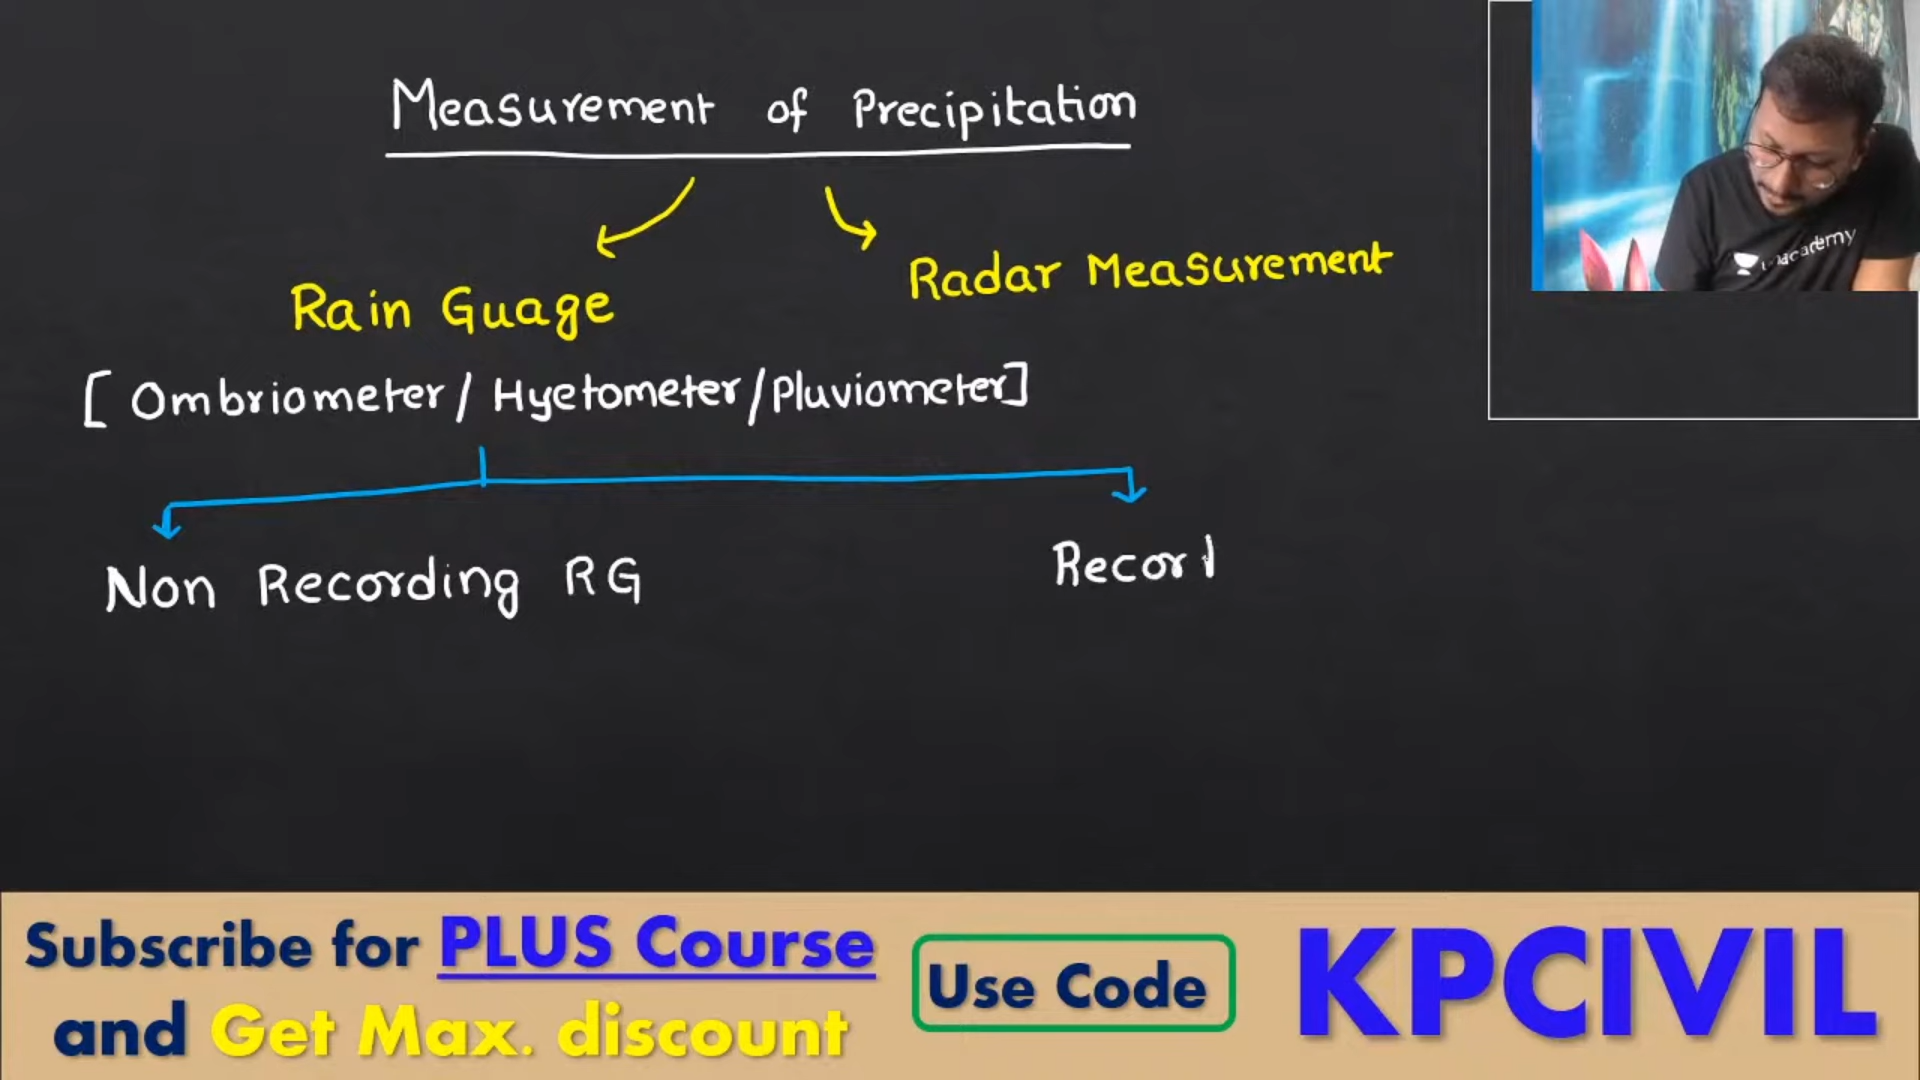 Measurement of Precipitation
Rain Guage
Radar Measurement
[ Ombriometer/ Hyetometer/Pluviometer]
Non Recording RG
Recor
unacademy
Subscribe for PLUS Course
and Get Max. discount
Use Code
KPCIVIL